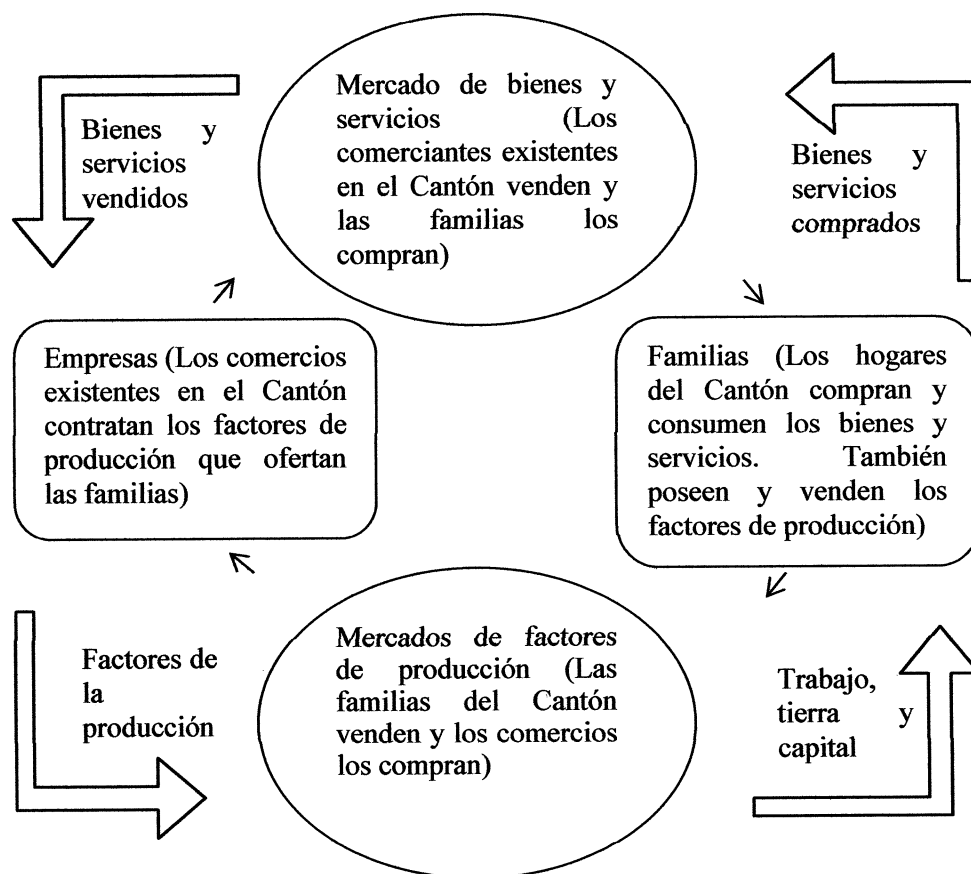 Mercado de bienes y
servicios (Los
comerciantes existentes
en el Cantón venden y
las familias los
compran)
Bienes y
servicios
vendidos
Bienes y
servicios
comprados
Empresas (Los comercios
existentes en el Cantón
contratan los factores de
producción que ofertan
las familias)
Familias (Los hogares
del Cantón compran y
consumen los bienes y
servicios. También
poseen y venden los
factores de producción)
Factores de
la
producción
Mercados de factores
de producción (Las
familias del Cantón
venden y los comercios
los compran)
Trabajo,
tierra y
capital